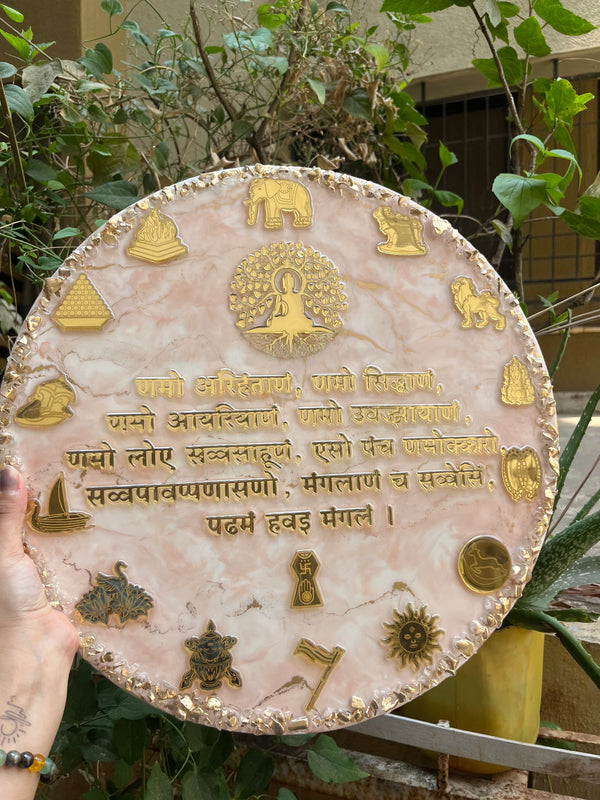 णमो अरिहंताणं, णमो सिद्धाणं,
णमो आयरियाणं, णमो उवज्झायाणं,
णमो लोए सव्वसाहूणं. एसो पंच णमोक्कारो,
सव्वपावप्पणासणो, मंगलाणं च सव्वेसिं,
पढमं हवइ मंगलं ।